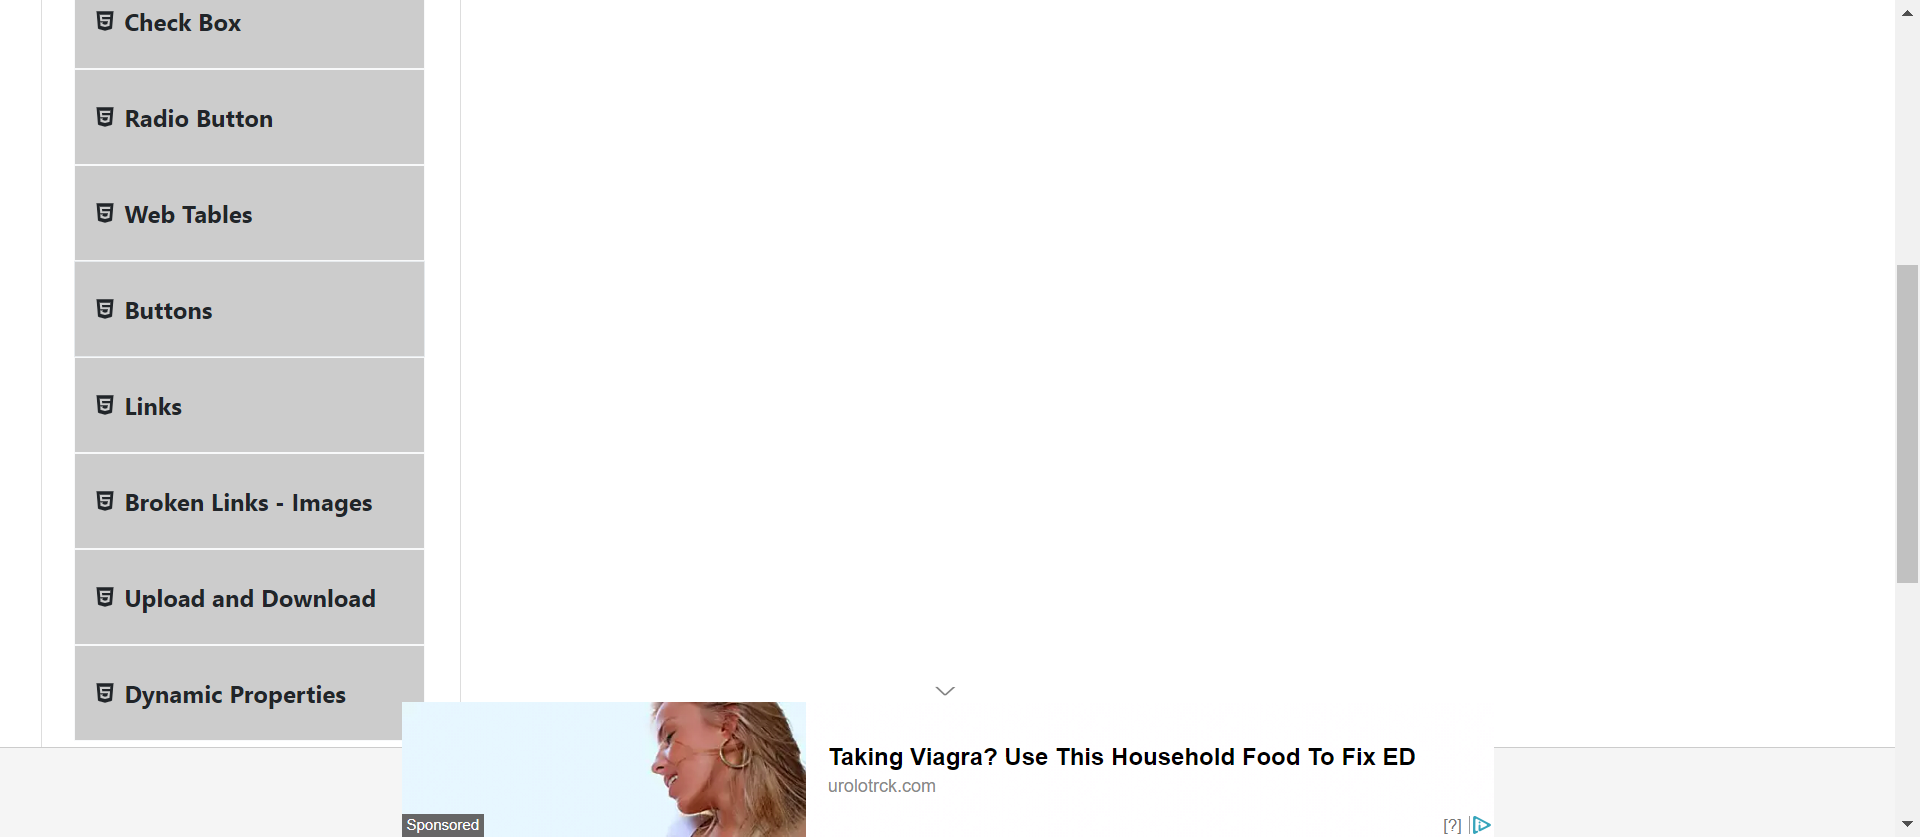 Check Box
Radio Button
Web Tables
Buttons
Links
Broken Links - Images
Upload and Download
Dynamic Properties
Taking Viagra? Use This Household Food To Fix ED
urolotrck.com
Sponsored
[?]